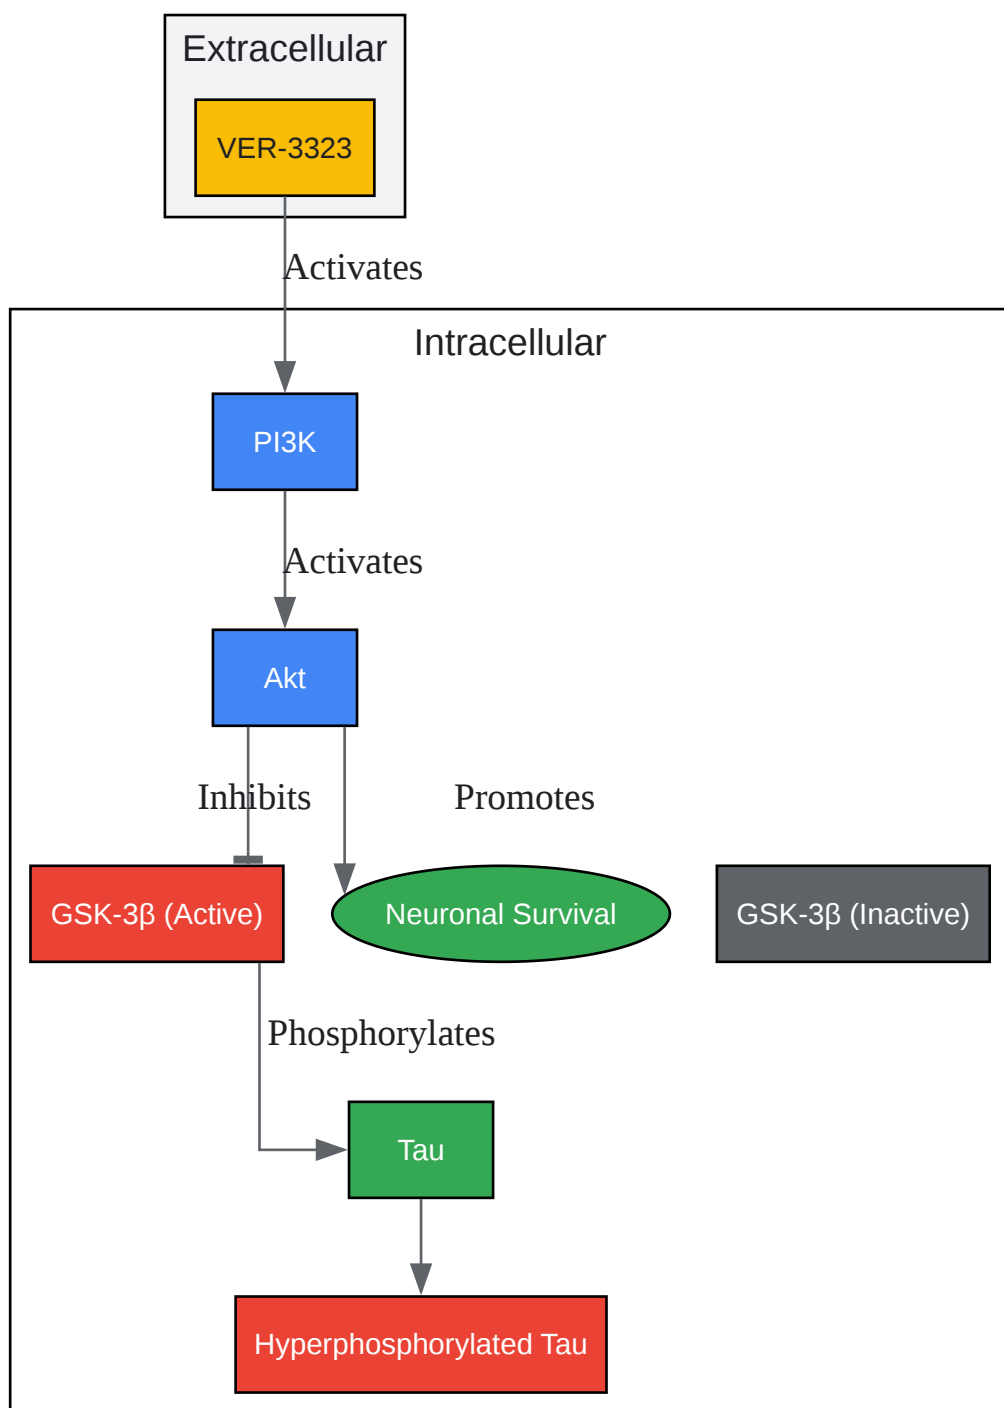 Extracellular
VER-3323
Activates
Intracellular
PI3K
Activates
Akt
Inhibits
Promotes
GSK-3β (Active)
Neuronal Survival
GSK-3β (Inactive)
Phosphorylates
Tau
Hyperphosphorylated Tau